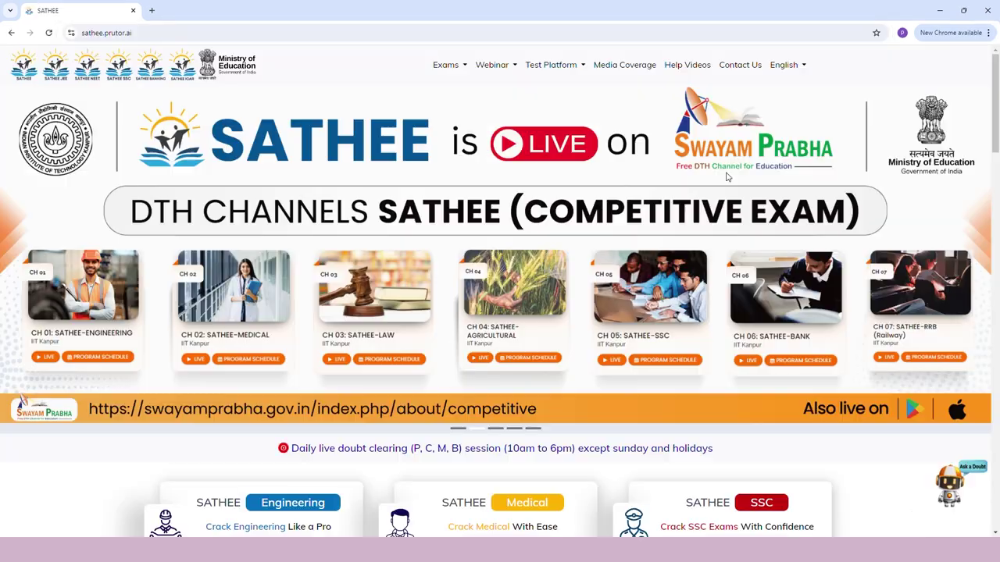 SATHEE
sathee.prutor.ai
New Chrome available
SATHEE
SATHEE JEE
SATHEE NEET
SATHEE SSC
SATHEE BANKING
SATHEE ICAR
Ministry of
Education
Government of India
Exams
Webinar
Test Platform
Media Coverage
Help Videos
Contact Us
English
SATHEE is LIVE on
SWAYAM PRABHA
Free DTH Channel for Education
सत्यमेव जयते
Ministry of Education
Government of India
DTH CHANNELS SATHEE (COMPETITIVE EXAM)
CH 01
CH 02
CH 03
CH 04
CH 05
CH 06
CH 07
CH 01: SATHEE-ENGINEERING
IIT Kanpur
LIVE
PROGRAM SCHEDULE
CH 02: SATHEE-MEDICAL
IIT Kanpur
LIVE
PROGRAM SCHEDULE
CH 03: SATHEE-LAW
IIT Kanpur
LIVE
PROGRAM SCHEDULE
CH 04: SATHEE-
AGRICULTURAL
IIT Kanpur
LIVE
PROGRAM SCHEDULE
CH 05: SATHEE-SSC
IIT Kanpur
LIVE
PROGRAM SCHEDULE
CH 06: SATHEE-BANK
IIT Kanpur
LIVE
PROGRAM SCHEDULE
CH 07: SATHEE-RRB
(Railway)
IIT Kanpur
LIVE
PROGRAM SCHEDULE
SWAYAM PRABHA
https://swayamprabha.gov.in/index.php/about/competitive
Also live on
Daily live doubt clearing (P, C, M, B) session (10am to 6pm) except sunday and holidays
Ask a Doubt
SATHEE Engineering
Crack Engineering Like a Pro
SATHEE Medical
Crack Medical With Ease
SATHEE SSC
Crack SSC Exams With Confidence